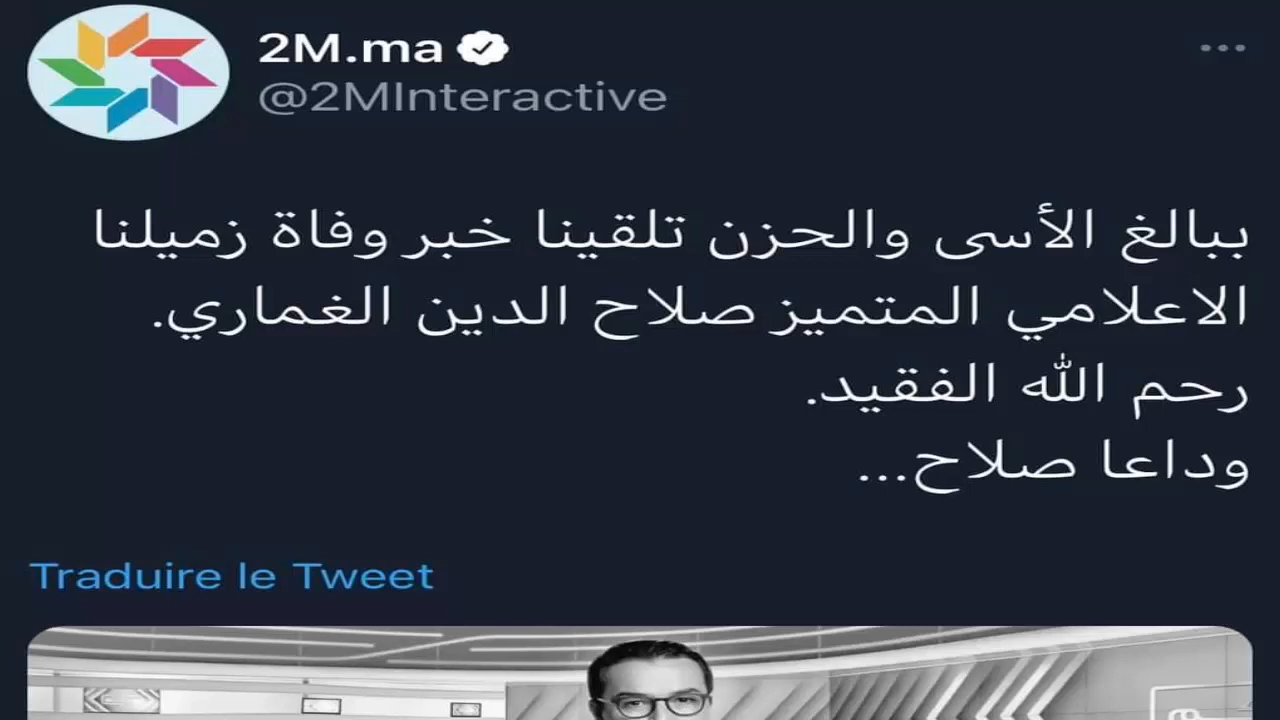 2M.ma
@2MInteractive
ببالغ الأسى والحزن تلقينا خبر وفاة زميلنا
الاعلامي المتميز صلاح الدين الغماري.
رحم الله الفقيد.
وداعا صلاح...
Traduire le Tweet